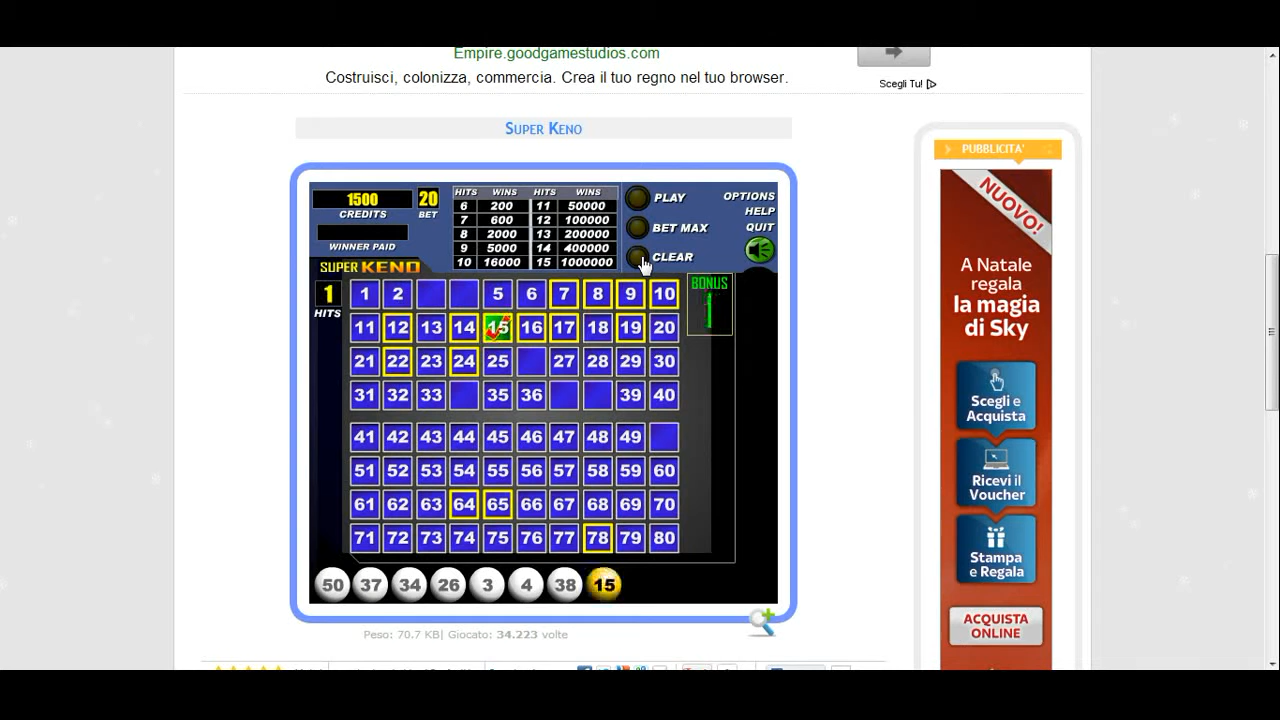 Empire.goodgamestudios.com
Costruisci, colonizza, commercia. Crea il tuo regno nel tuo browser.
Scegli Tu!
SUPER KENO
PUBBLICITA'
1500
CREDITS
20
BET
WINNER PAID
HITS WINS HITS WINS
6 200 11 50000
7 600 12 100000
8 2000 13 200000
9 5000 14 400000
10 16000 15 1000000
PLAY
BET MAX
CLEAR
OPTIONS
HELP
QUIT
SUPER KENO
1
HITS
BONUS
1
1 2 5 6 7 8 9 10
11 12 13 14 15 16 17 18 19 20
21 22 23 24 25 27 28 29 30
31 32 33 35 36 39 40
41 42 43 44 45 46 47 48 49
51 52 53 54 55 56 57 58 59 60
61 62 63 64 65 66 67 68 69 70
71 72 73 74 75 76 77 78 79 80
50 37 34 26 3 4 38 15
Peso: 70.7 KB| Giocato: 34.223 volte
NUOVO!
A Natale
regala
la magia
di Sky
Scegli e
Acquista
Ricevi il
Voucher
Stampa
e Regala
ACQUISTA
ONLINE